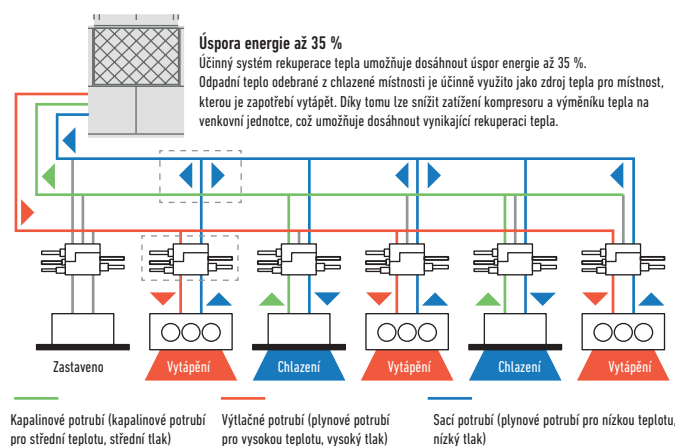 Úspora energie až 35 %
Účinný systém rekuperace tepla umožňuje dosáhnout úspor energie až 35 %.
Odpadní teplo odebrané z chlazené místnosti je účinně využito jako zdroj tepla pro místnost,
kterou je zapotřebí vytápět. Díky tomu lze snížit zatížení kompresoru a výměníku tepla na
venkovní jednotce, což umožňuje dosáhnout vynikající rekuperaci tepla.
Zastaveno
Vytápění
Chlazení
Vytápění
Chlazení
Vytápění
Kapalinové potrubí (kapalinové potrubí
pro střední teplotu, střední tlak)
Výtlačné potrubí (plynové potrubí
pro vysokou teplotu, vysoký tlak)
Sací potrubí (plynové potrubí pro nízkou teplotu,
nízký tlak)